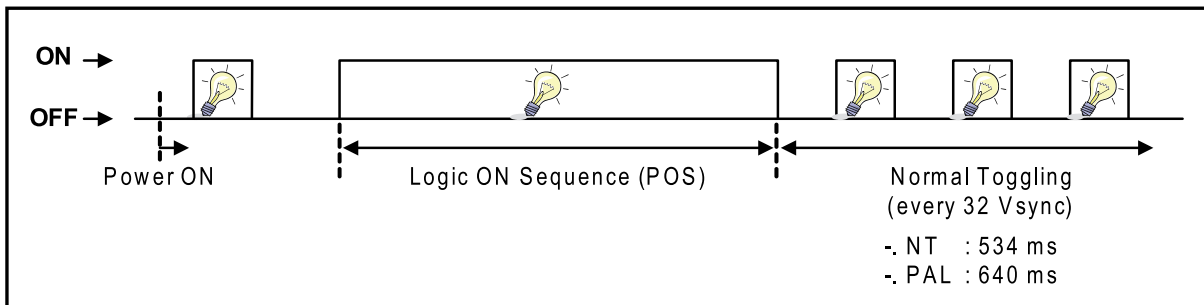 ON
OFF
Power ON
Logic ON Sequence (POS)
Normal Toggling
(every 32 Vsync)
-. NT : 534 ms
-. PAL : 640 ms